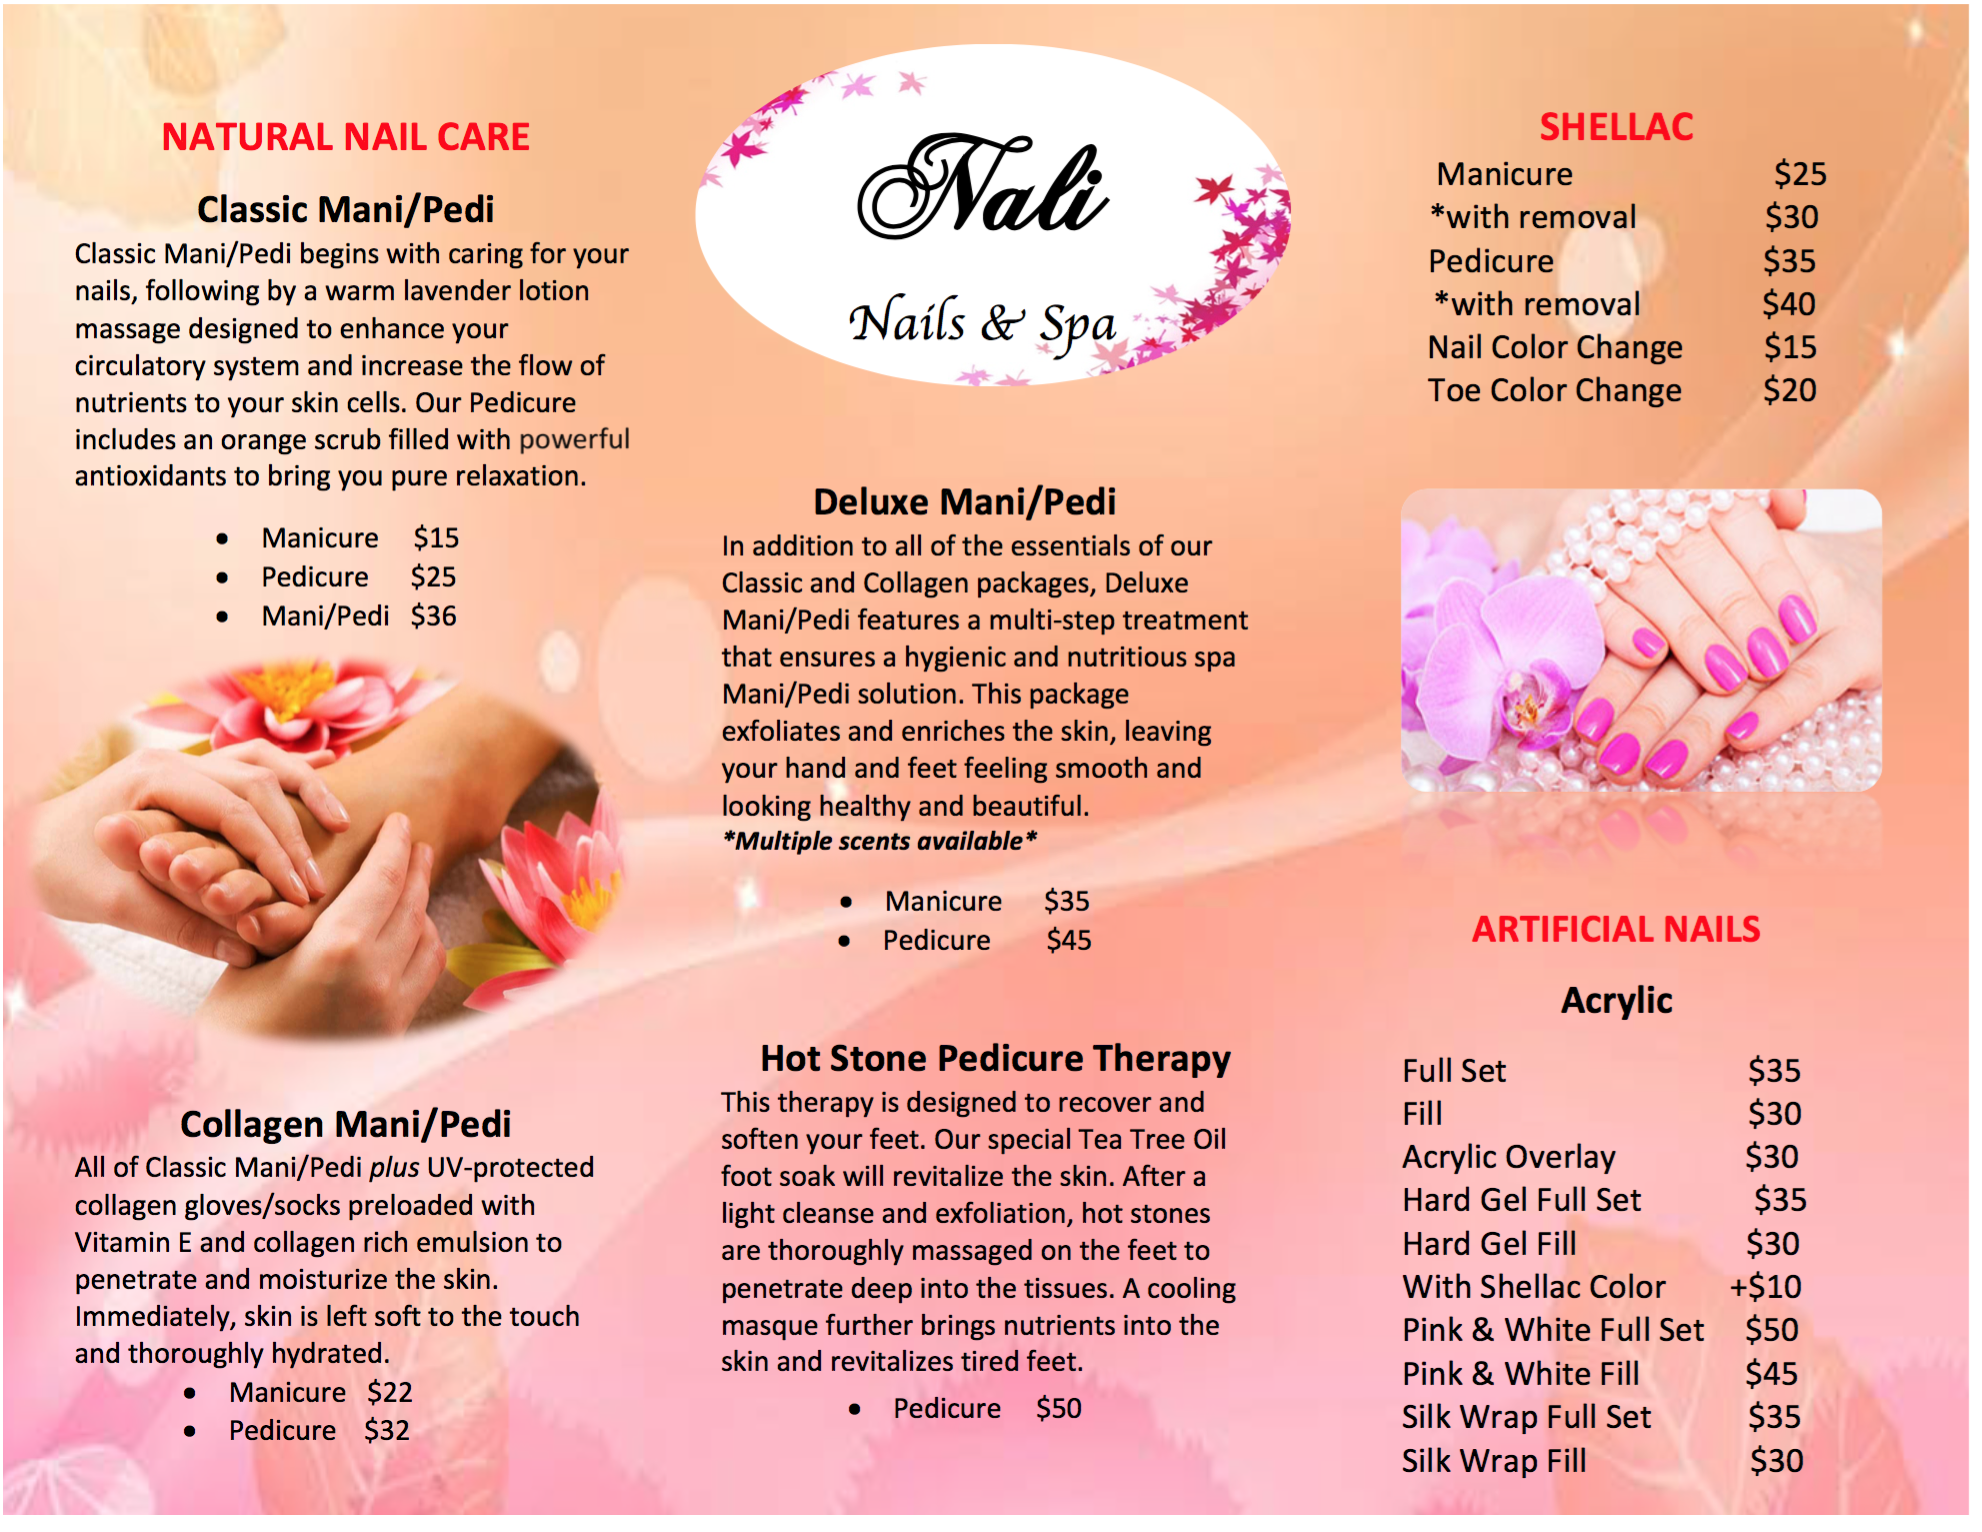 NATURAL NAIL CARE
Classic Mani/Pedi
Classic Mani/Pedi begins with caring for your
nails, following by a warm lavender lotion
massage designed to enhance your
circulatory system and increase the flow of
nutrients to your skin cells. Our Pedicure
includes an orange scrub filled with powerful
antioxidants to bring you pure relaxation.
• Manicure $15
• Pedicure $25
• Mani/Pedi $36
Collagen Mani/Pedi
All of Classic Mani/Pedi plus UV-protected
collagen gloves/socks preloaded with
Vitamin E and collagen rich emulsion to
penetrate and moisturize the skin.
Immediately, skin is left soft to the touch
and thoroughly hydrated.
• Manicure $22
• Pedicure $32
Nali
Nails & Spa
Deluxe Mani/Pedi
In addition to all of the essentials of our
Classic and Collagen packages, Deluxe
Mani/Pedi features a multi-step treatment
that ensures a hygienic and nutritious spa
Mani/Pedi solution. This package
exfoliates and enriches the skin, leaving
your hand and feet feeling smooth and
looking healthy and beautiful.
*Multiple scents available*
• Manicure $35
• Pedicure $45
Hot Stone Pedicure Therapy
This therapy is designed to recover and
soften your feet. Our special Tea Tree Oil
foot soak will revitalize the skin. After a
light cleanse and exfoliation, hot stones
are thoroughly massaged on the feet to
penetrate deep into the tissues. A cooling
masque further brings nutrients into the
skin and revitalizes tired feet.
• Pedicure $50
SHELLAC
Manicure $25
*with removal $30
Pedicure $35
*with removal $40
Nail Color Change $15
Toe Color Change $20
ARTIFICIAL NAILS
Acrylic
Full Set $35
Fill $30
Acrylic Overlay $30
Hard Gel Full Set $35
Hard Gel Fill $30
With Shellac Color +$10
Pink & White Full Set $50
Pink & White Fill $45
Silk Wrap Full Set $35
Silk Wrap Fill $30